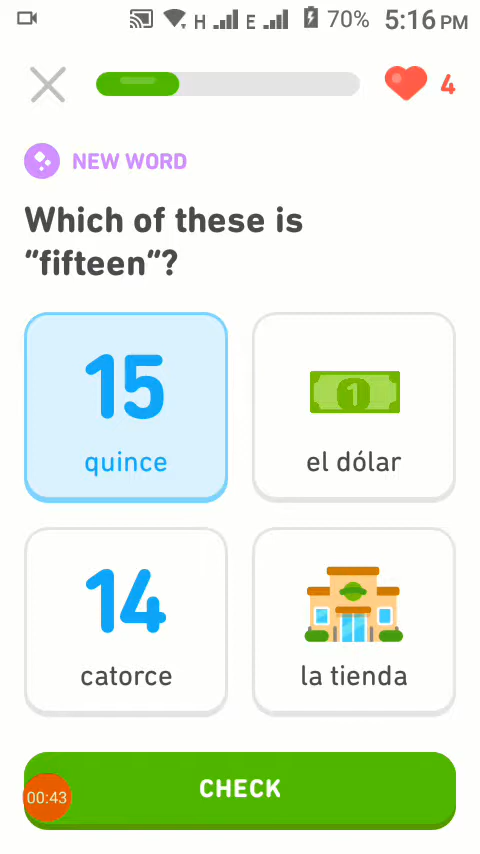 H E 70% 5:16 PM
4
NEW WORD
Which of these is
"fifteen"?
15
quince
1
el dólar
14
catorce
la tienda
CHECK
00:43